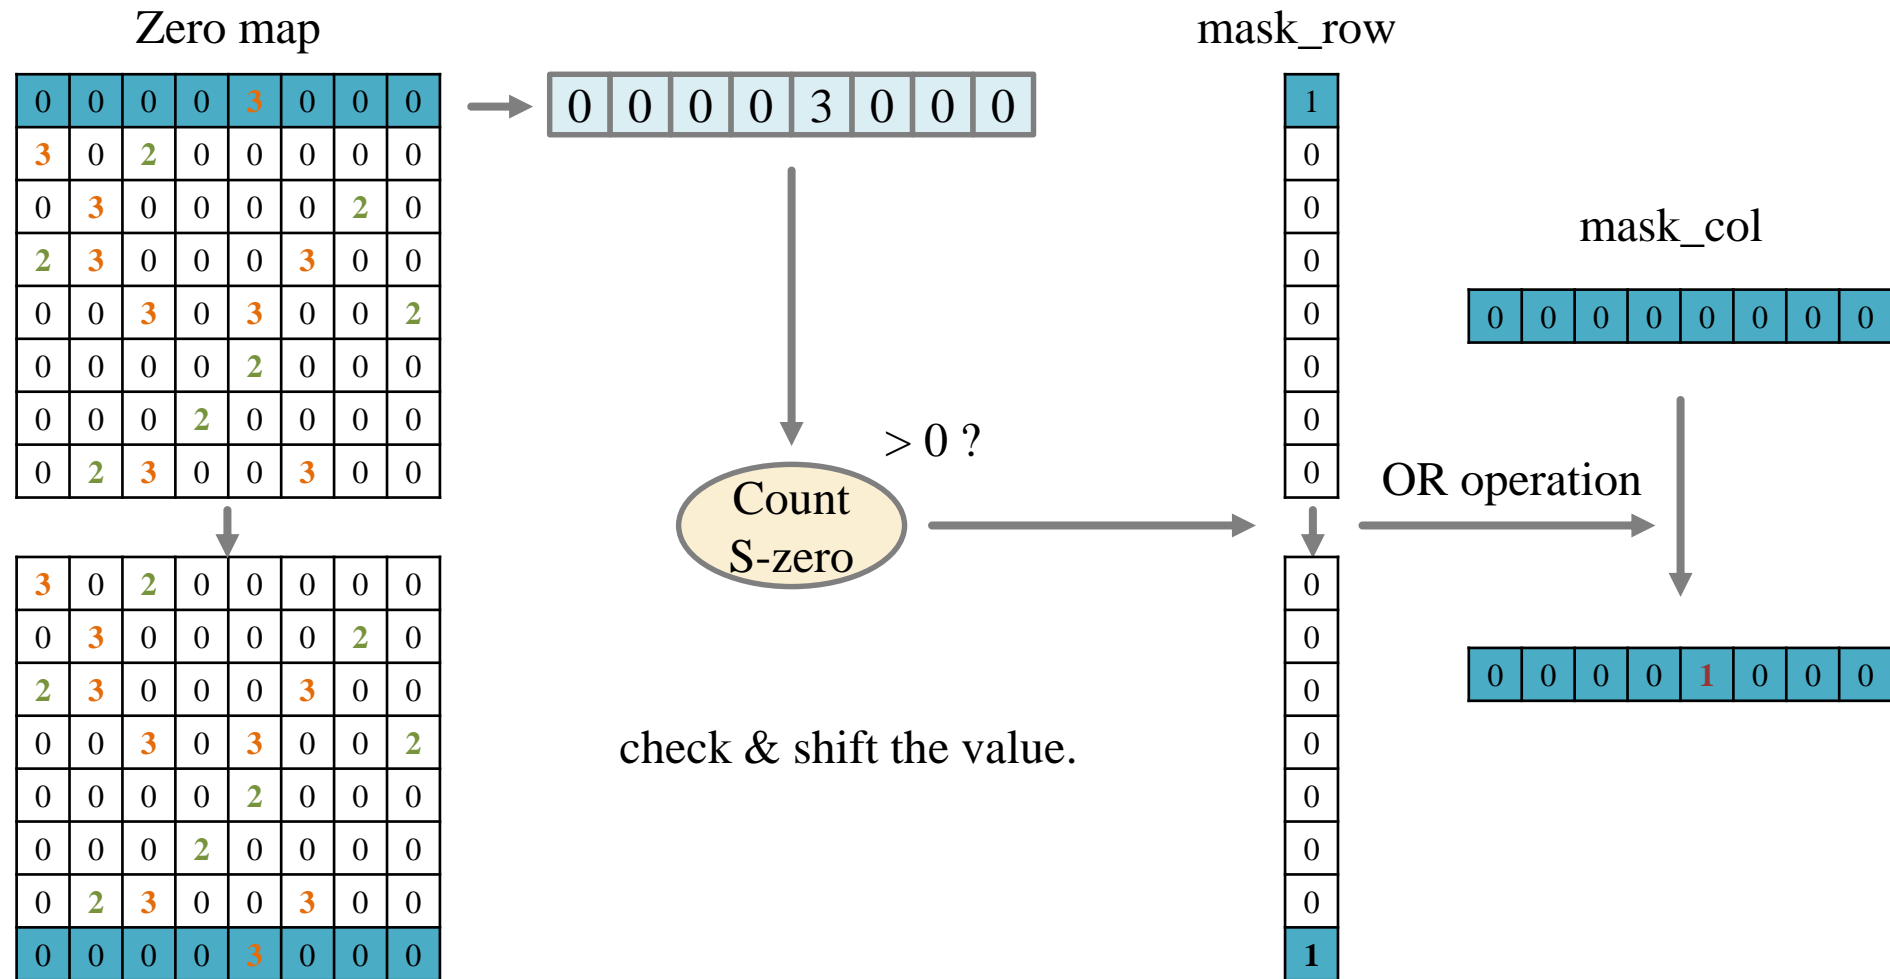 Zero map
0 0 0 0 3 0 0 0
3 0 2 0 0 0 0 0
0 3 0 0 0 0 2 0
2 3 0 0 0 3 0 0
0 0 3 0 3 0 0 2
0 0 0 0 2 0 0 0
0 0 0 2 0 0 0 0
0 2 3 0 0 3 0 0
3 0 2 0 0 0 0 0
0 3 0 0 0 0 2 0
2 3 0 0 0 3 0 0
0 0 3 0 3 0 0 2
0 0 0 0 2 0 0 0
0 0 0 2 0 0 0 0
0 2 3 0 0 3 0 0
0 0 0 0 3 0 0 0
0 0 0 0 3 0 0 0
> 0 ?
Count
S-zero
check & shift the value.
mask_row
1
0
0
0
0
0
0
0
0
0
0
0
0
0
0
1
OR operation
mask_col
0 0 0 0 0 0 0 0
0 0 0 0 1 0 0 0